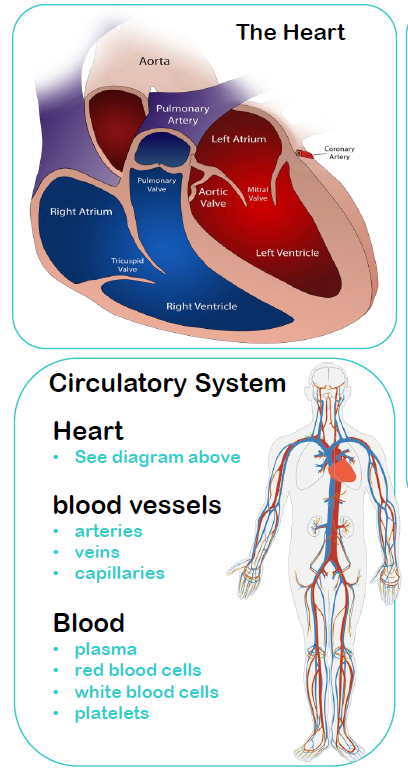 The Heart
Aorta
Pulmonary
Artery
Left Atrium
Coronary
Artery
Pulmonary
Valve
Aortic
Valve
Mitral
Valve
Right Atrium
Left Ventricle
Tricuspid
Valve
Right Ventricle
Circulatory System
Heart
• See diagram above
blood vessels
• arteries
• veins
• capillaries
Blood
• plasma
• red blood cells
• white blood cells
• platelets